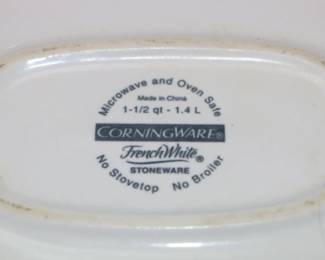 Microwave and Oven Safe
Made in China
1-1/2 qt - 1.4 L
CORNINGWARE®
FrenchWhite®
STONEWARE
No Stovetop No Broiler